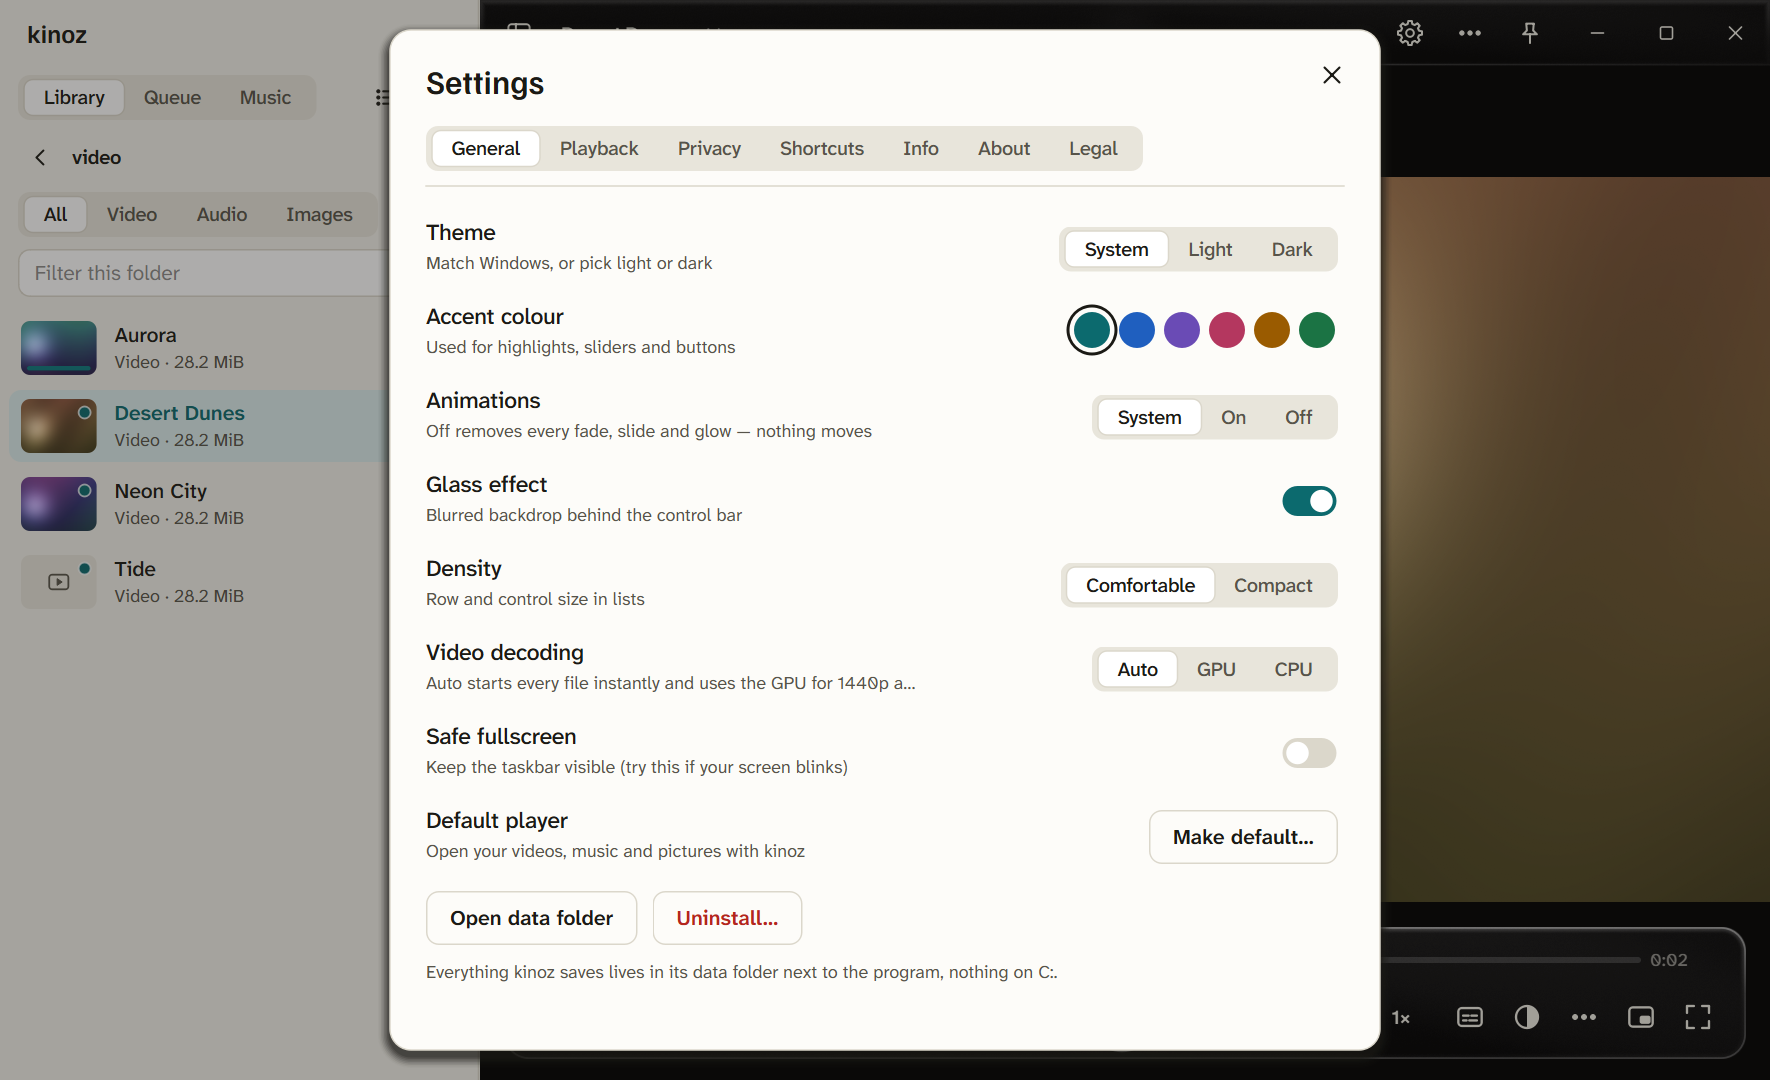 kinoz
Library Queue Music
video
All Video Audio Images
Filter this folder
Aurora
Video · 28.2 MiB
Desert Dunes
Video · 28.2 MiB
Neon City
Video · 28.2 MiB
Tide
Video · 28.2 MiB
Settings
General Playback Privacy Shortcuts Info About Legal
Theme
Match Windows, or pick light or dark
System Light Dark
Accent colour
Used for highlights, sliders and buttons
Animations
Off removes every fade, slide and glow — nothing moves
System On Off
Glass effect
Blurred backdrop behind the control bar
Density
Row and control size in lists
Comfortable Compact
Video decoding
Auto starts every file instantly and uses the GPU for 1440p a...
Auto GPU CPU
Safe fullscreen
Keep the taskbar visible (try this if your screen blinks)
Default player
Open your videos, music and pictures with kinoz
Make default...
Open data folder Uninstall...
Everything kinoz saves lives in its data folder next to the program, nothing on C:.
0:02
1×